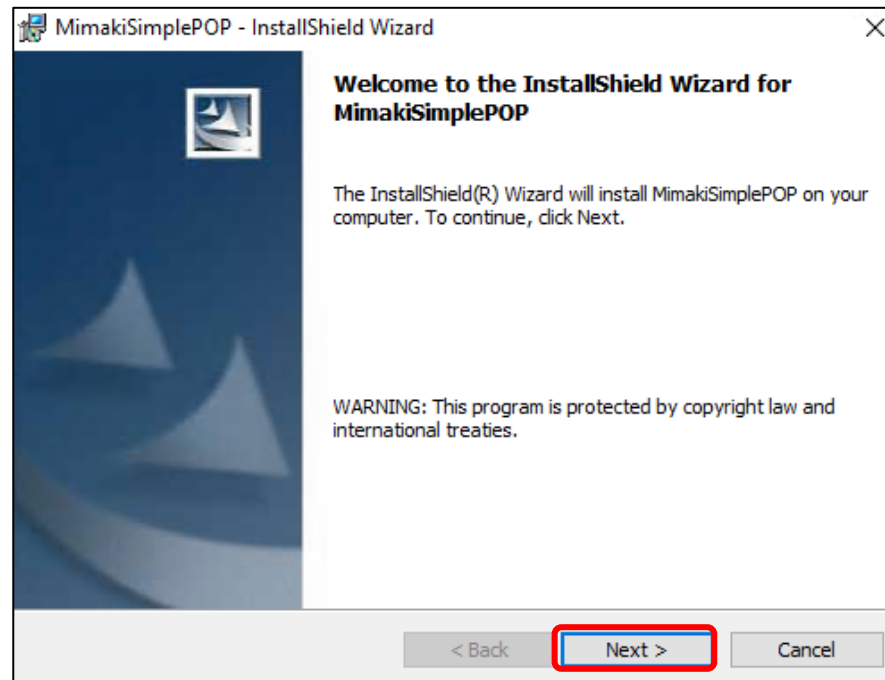 MimakiSimplePOP - InstallShield Wizard
Welcome to the InstallShield Wizard for
MimakiSimplePOP
The InstallShield(R) Wizard will install MimakiSimplePOP on your
computer. To continue, click Next.
WARNING: This program is protected by copyright law and
international treaties.
< Back
Next >
Cancel